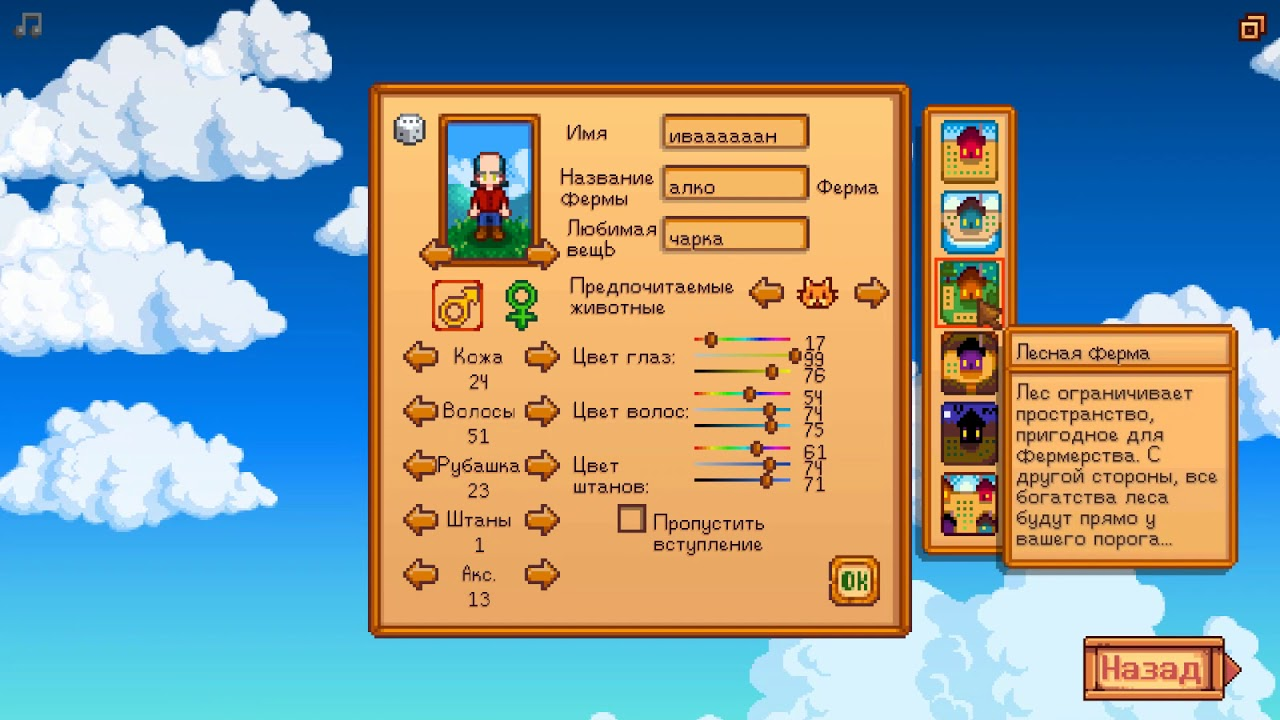 Имя
иваааааан
Название
фермы
алко
Ферма
Любимая
вещЬ
чарка
Предпочитаемые
животные
Кожа
24
Цвет глаз:
17
99
76
Волосы
51
Цвет волос:
54
74
75
Рубашка
23
Цвет
штанов:
61
74
71
Штаны
1
Пропустить
вступление
Акс.
13
OK
Лесная Ферма
Лес ограничивает
пространство,
пригодное для
Фермерства. С
другой стороны, все
богатства леса
будут прямо у
вашего порога...
Назад